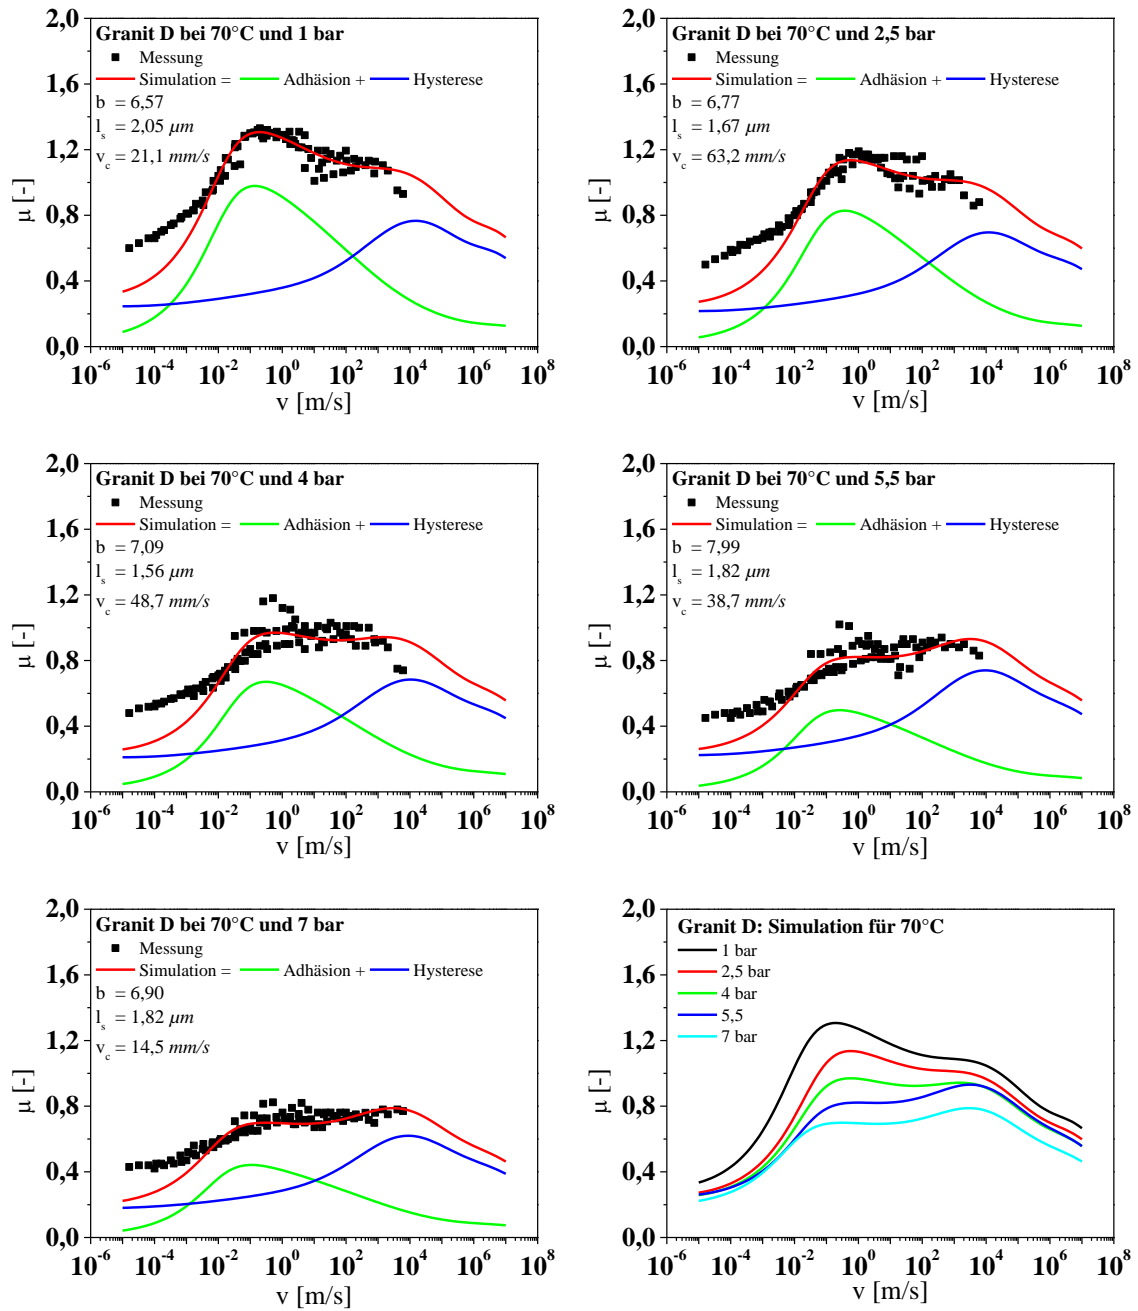 Granit D bei 70°C und 1 bar
Messung
Simulation = Adhäsion + Hysterese
b = 6,57
l_s = 2,05 μm
v_c = 21,1 mm/s
2,0
1,6
1,2
0,8
0,4
0,0
μ [-]
10^-6 10^-4 10^-2 10^0 10^2 10^4 10^6 10^8
v [m/s]
Granit D bei 70°C und 2,5 bar
Messung
Simulation = Adhäsion + Hysterese
b = 6,77
l_s = 1,67 μm
v_c = 63,2 mm/s
2,0
1,6
1,2
0,8
0,4
0,0
μ [-]
10^-6 10^-4 10^-2 10^0 10^2 10^4 10^6 10^8
v [m/s]
Granit D bei 70°C und 4 bar
Messung
Simulation = Adhäsion + Hysterese
b = 7,09
l_s = 1,56 μm
v_c = 48,7 mm/s
2,0
1,6
1,2
0,8
0,4
0,0
μ [-]
10^-6 10^-4 10^-2 10^0 10^2 10^4 10^6 10^8
v [m/s]
Granit D bei 70°C und 5,5 bar
Messung
Simulation = Adhäsion + Hysterese
b = 7,99
l_s = 1,82 μm
v_c = 38,7 mm/s
2,0
1,6
1,2
0,8
0,4
0,0
μ [-]
10^-6 10^-4 10^-2 10^0 10^2 10^4 10^6 10^8
v [m/s]
Granit D bei 70°C und 7 bar
Messung
Simulation = Adhäsion + Hysterese
b = 6,90
l_s = 1,82 μm
v_c = 14,5 mm/s
2,0
1,6
1,2
0,8
0,4
0,0
μ [-]
10^-6 10^-4 10^-2 10^0 10^2 10^4 10^6 10^8
v [m/s]
Granit D: Simulation für 70°C
1 bar
2,5 bar
4 bar
5,5
7 bar
2,0
1,6
1,2
0,8
0,4
0,0
μ [-]
10^-6 10^-4 10^-2 10^0 10^2 10^4 10^6 10^8
v [m/s]